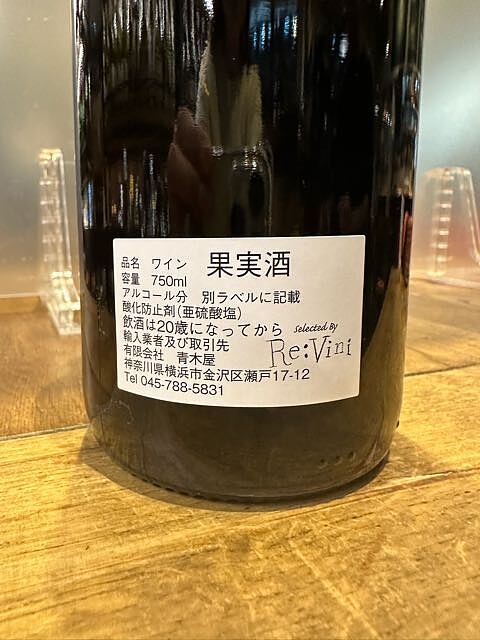 品名 ワイン 果実酒
容量 750ml
アルコール分 別ラベルに記載
酸化防止剤(亜硫酸塩)
飲酒は20歳になってから
輸入業者及び取引先
有限会社 青木屋
神奈川県横浜市金沢区瀬戸17-12
Tel 045-788-5831
selected By
Re:Vini